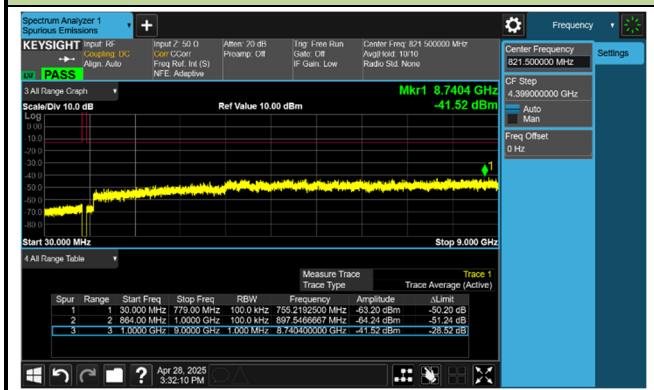 Spectrum Analyzer 1
Spurious Emissions
Frequency
KEYSIGHT Input: RF Input Z: 50 Ω Atten: 20 dB Trig: Free Run Center Freq: 821.500000 MHz
Coupling: DC Corr CCorr Preamp: Off Gate: Off Avg|Hold: 10/10
Align: Auto Freq Ref: Int (S) IF Gain: Low Radio Std: None
NFE: Adaptive
LXI PASS
Center Frequency
821.500000 MHz
Settings
CF Step
4.399000000 GHz
Auto
Man
Freq Offset
0 Hz
3 All Range Graph
Mkr1 8.7404 GHz
Scale/Div 10.0 dB Ref Value 10.00 dBm -41.52 dBm
Log
0.00
-10.0
-20.0
-30.0
-40.0
-50.0
-60.0
-70.0
-80.0
1
Start 30.000 MHz Stop 9.000 GHz
4 All Range Table
Measure Trace Trace 1
Trace Type Trace Average (Active)
Spur Range Start Freq Stop Freq RBW Frequency Amplitude ΔLimit
1 1 30.000 MHz 779.00 MHz 100.0 kHz 755.2192500 MHz -63.20 dBm -50.20 dB
2 2 864.00 MHz 1.0000 GHz 100.0 kHz 897.5466667 MHz -64.24 dBm -51.24 dB
3 3 1.0000 GHz 9.0000 GHz 1.000 MHz 8.740400000 GHz -41.52 dBm -28.52 dB
Apr 28, 2025
3:32:10 PM